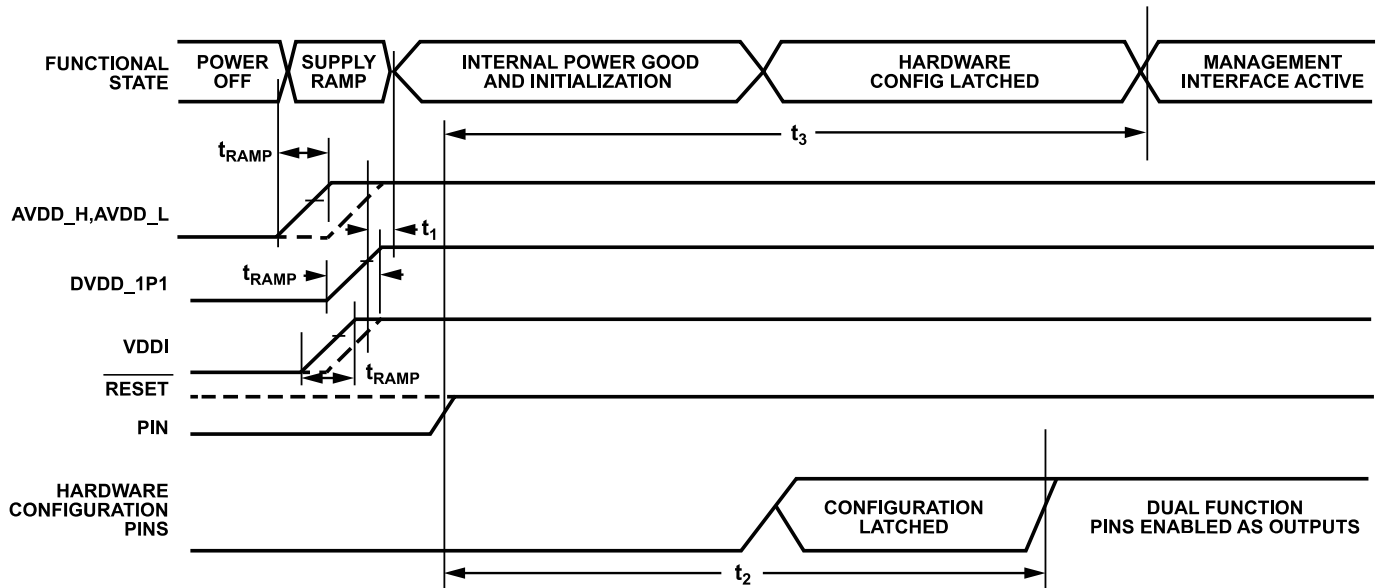 FUNCTIONAL
STATE
POWER
OFF
SUPPLY
RAMP
INTERNAL POWER GOOD
AND INITIALIZATION
HARDWARE
CONFIG LATCHED
MANAGEMENT
INTERFACE ACTIVE
t3
tRAMP
AVDD_H,AVDD_L
t1
tRAMP
DVDD_1P1
VDDI
tRAMP
RESET
PIN
HARDWARE
CONFIGURATION
PINS
CONFIGURATION
LATCHED
DUAL FUNCTION
PINS ENABLED AS OUTPUTS
t2